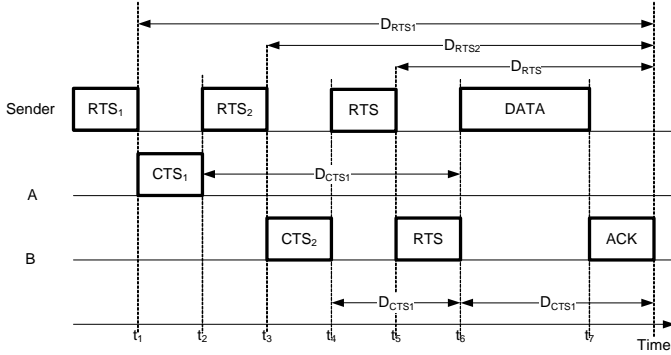 D_RTS1
D_RTS2
D_RTS
Sender
RTS₁
RTS₂
RTS
DATA
CTS₁
D_CTS1
A
CTS₂
RTS
ACK
B
D_CTS1
D_CTS1
t₁
t₂
t₃
t₄
t₅
t₆
t₇
Time